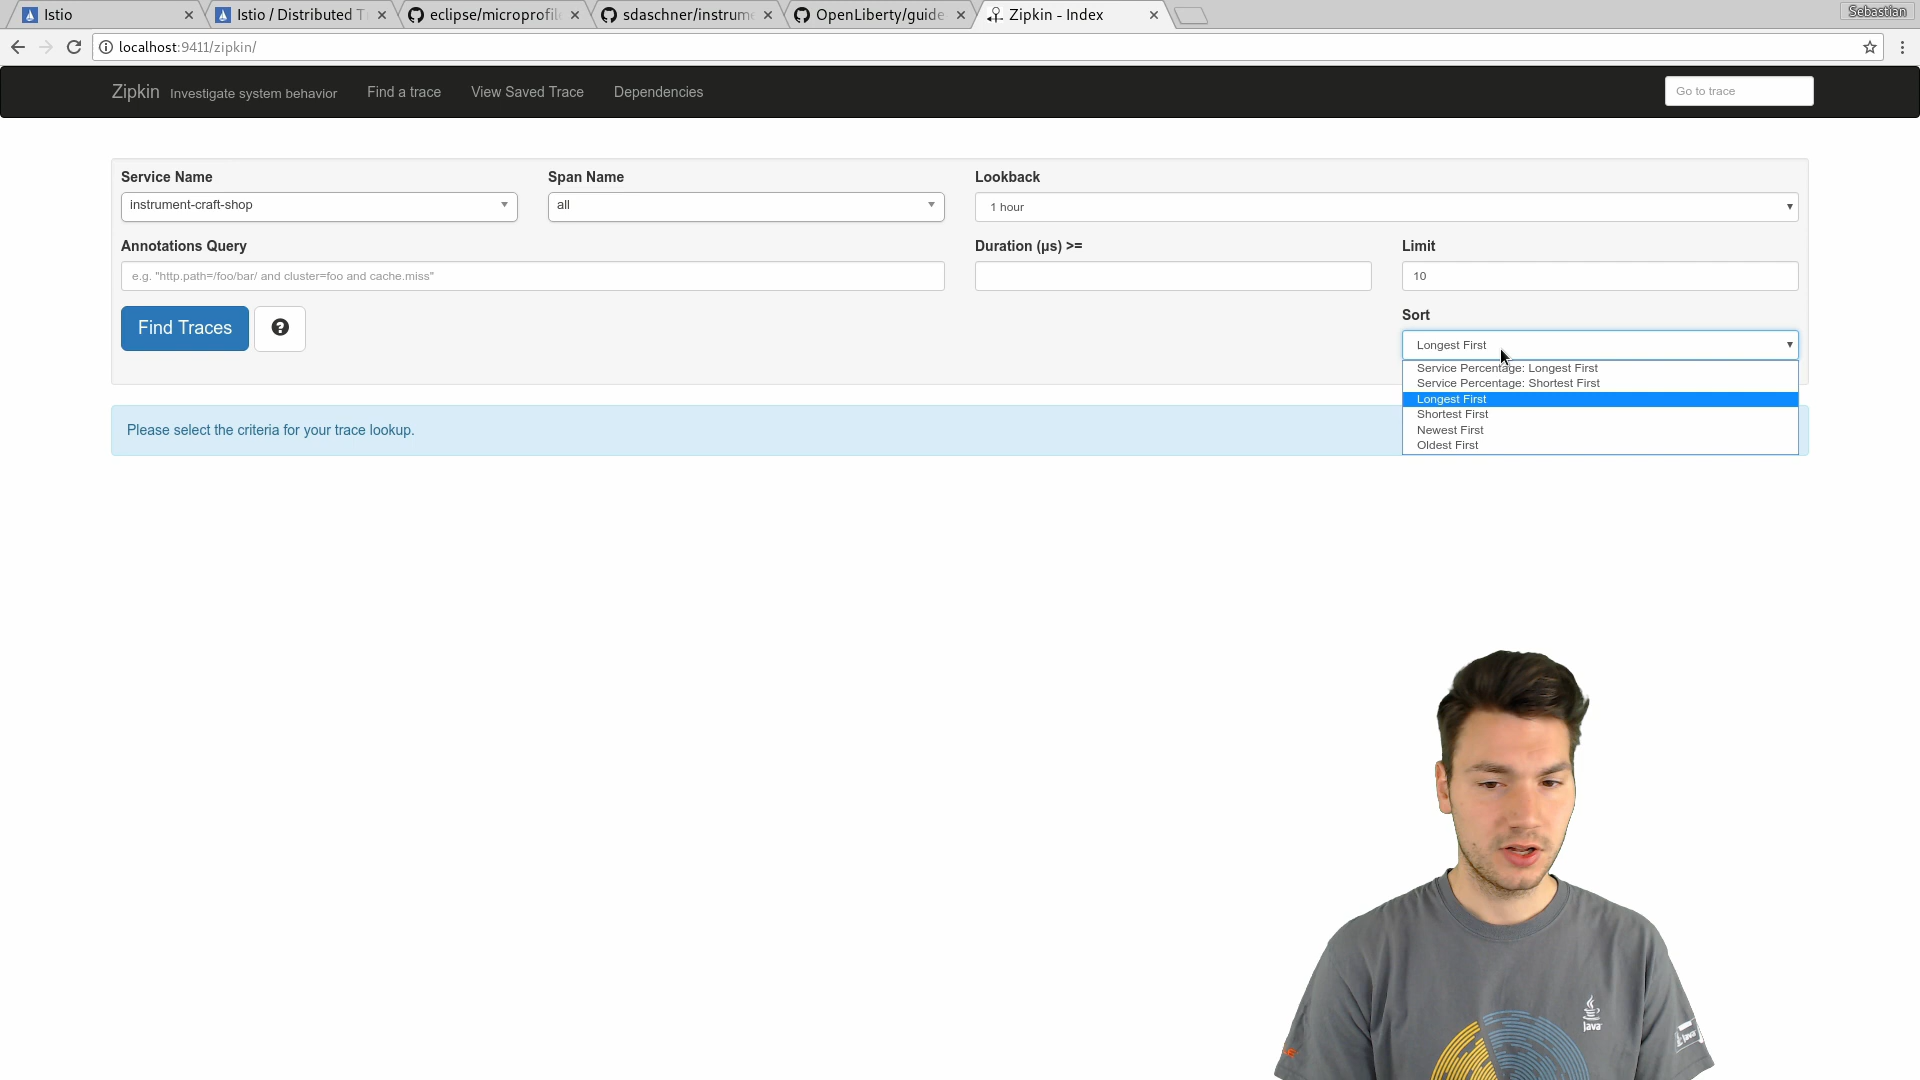 Istio
Istio / Distributed T
eclipse/microprofil
sdaschner/instrume
OpenLiberty/guide
Zipkin - Index
Sebastian
localhost:9411/zipkin/
Zipkin Investigate system behavior Find a trace View Saved Trace Dependencies
Go to trace
Service Name
Span Name
Lookback
instrument-craft-shop
all
1 hour
Annotations Query
Duration (μs) >=
Limit
e.g. "http.path=/foo/bar/ and cluster=foo and cache.miss"
10
Find Traces
Sort
Longest First
Service Percentage: Longest First
Service Percentage: Shortest First
Longest First
Shortest First
Newest First
Oldest First
Please select the criteria for your trace lookup.
Java
Java